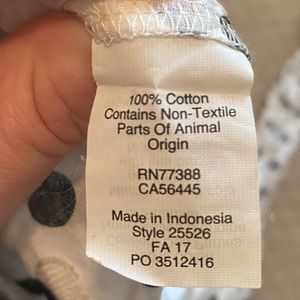 100% Cotton
Contains Non-Textile
Parts Of Animal
Origin
RN77388
CA56445
Made in Indonesia
Style 25526
FA 17
PO 3512416